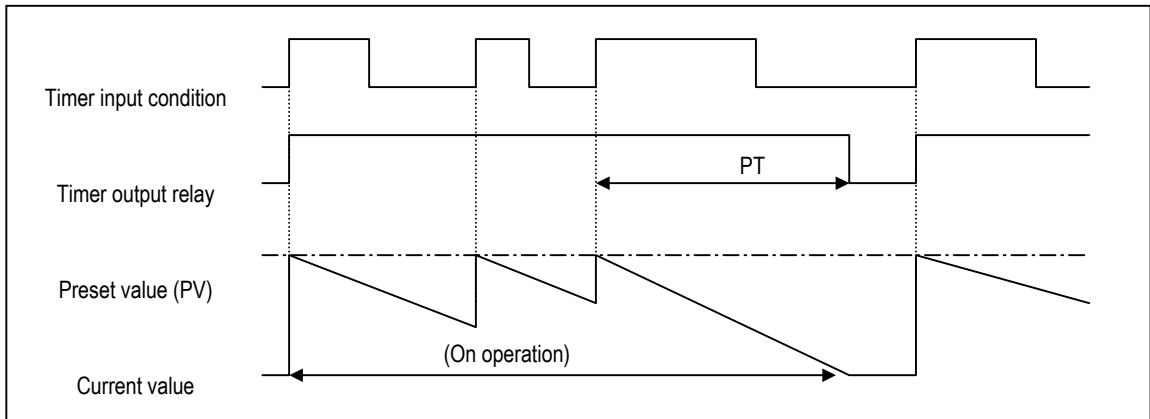 Timer input condition
PT
Timer output relay
Preset value (PV)
(On operation)
Current value